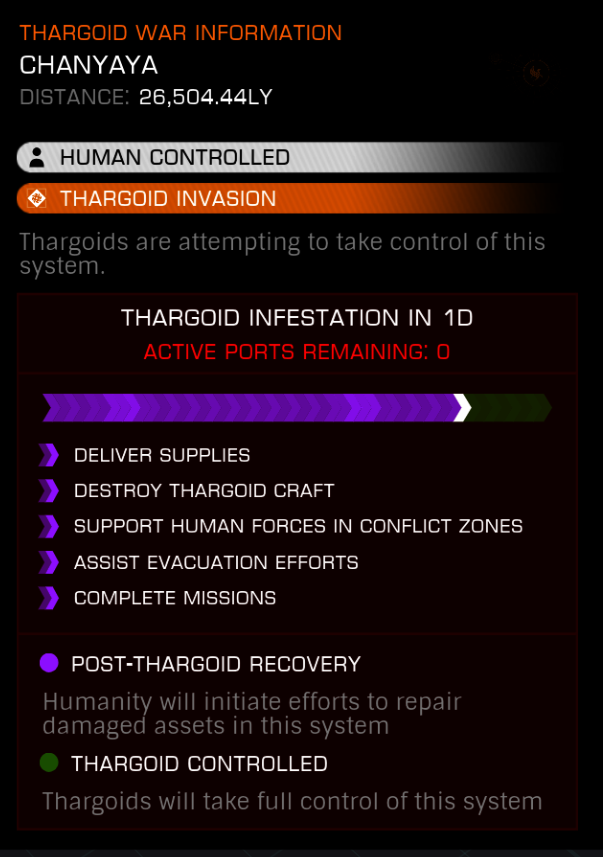 THARGOID WAR INFORMATION
CHANYAYA
DISTANCE: 26,504.44LY
HUMAN CONTROLLED
THARGOID INVASION
Thargoids are attempting to take control of this
system.
THARGOID INFESTATION IN 1D
ACTIVE PORTS REMAINING: 0
DELIVER SUPPLIES
DESTROY THARGOID CRAFT
SUPPORT HUMAN FORCES IN CONFLICT ZONES
ASSIST EVACUATION EFFORTS
COMPLETE MISSIONS
POST-THARGOID RECOVERY
Humanity will initiate efforts to repair
damaged assets in this system
THARGOID CONTROLLED
Thargoids will take full control of this system